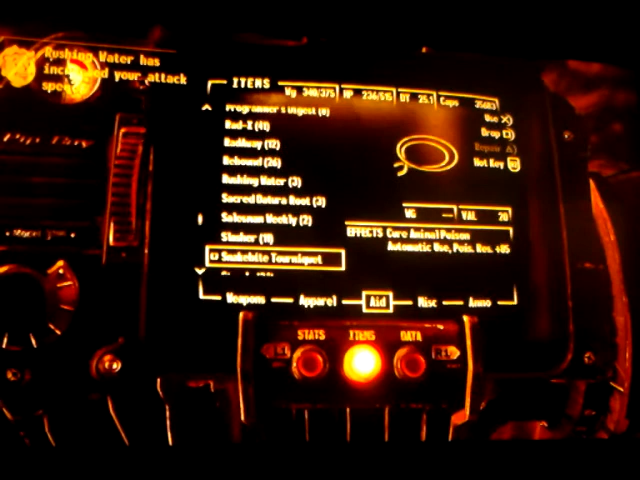 Rushing Water has
increased your attack
speed
ITEMS
Wg 340/375 HP 236/515 DT 25.1 Caps 35683
Programmer's Digest (8)
Rad-X (41)
RadAway (12)
Rebound (26)
Rushing Water (3)
Sacred Datura Root (3)
Salesman Weekly (2)
Slasher (11)
Snakebite Tourniquet
Use X)
Drop
Repair
Hot Key
WG -- VAL 20
EFFECTS Cure Animal Poison
Automatic Use, Pois. Res. +85
Weapons Apparel Aid Misc Ammo
STATS ITEMS DATA